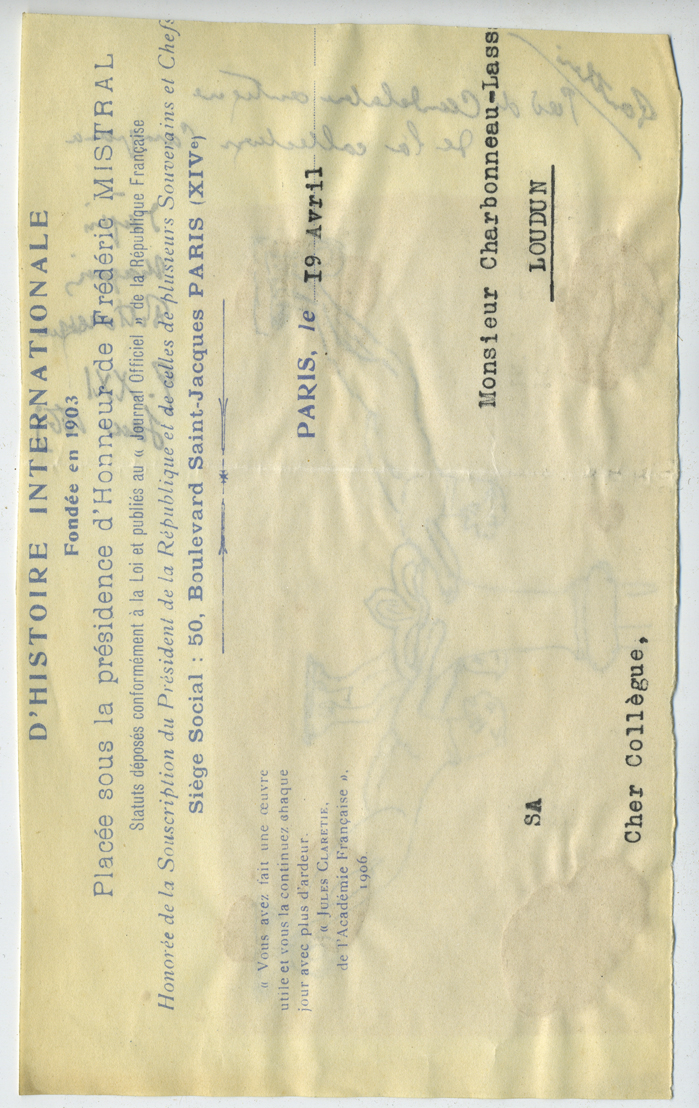 D'HISTOIRE INTERNATIONALE
Fondée en 1903
Placée sous la présidence d'Honneur de Frédéric MISTRAL
Statuts déposés conformément à la Loi et publiés au « Journal Officiel » de la République Française
Honorée de la Souscription du Président de la République et de celles de plusieurs Souverains et Chefs
Siège Social : 50, Boulevard Saint-Jacques PARIS (XIVe)
PARIS, le 19 Avril
« Vous avez fait une œuvre
utile et vous la continuez chaque
jour avec plus d'ardeur.
« JULES CLARETIE,
de l'Académie Française ».
1906
Monsieur Charbonneau-Lass
LOUDUN
SA
Cher Collègue,
de la collection